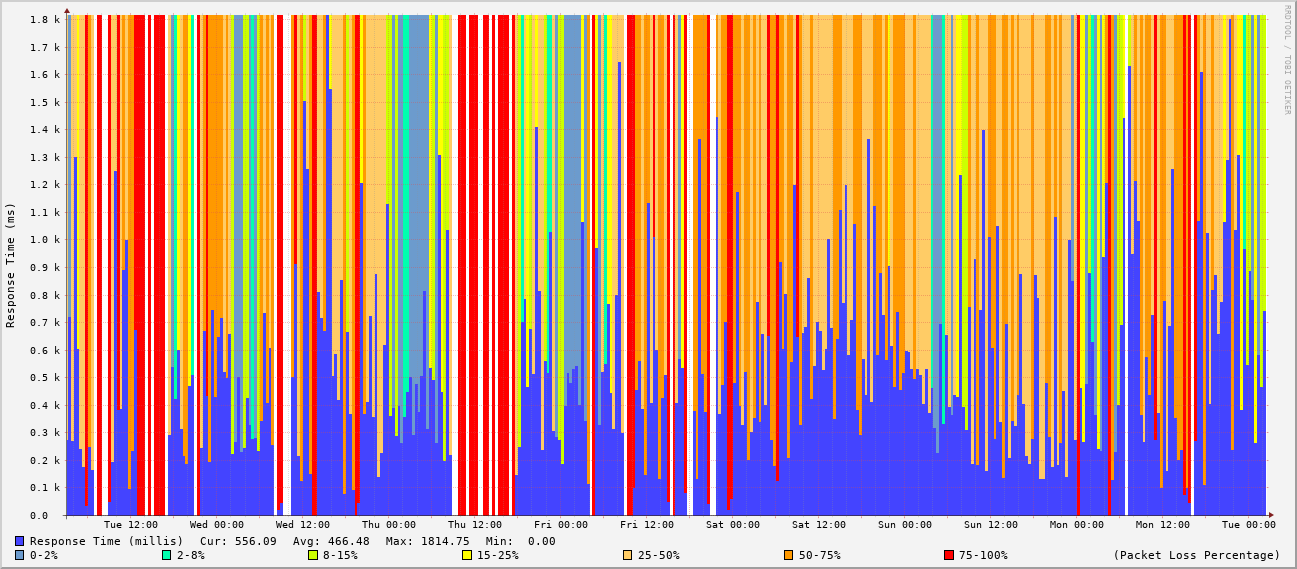 1.8 k
1.7 k
1.6 k
1.5 k
1.4 k
1.3 k
1.2 k
1.1 k
1.0 k
0.9 k
0.8 k
0.7 k
0.6 k
0.5 k
0.4 k
0.3 k
0.2 k
0.1 k
0.0
Response Time (ms)
RRDTOOL / TOBI OETIKER
Tue 12:00 Wed 00:00 Wed 12:00 Thu 00:00 Thu 12:00 Fri 00:00 Fri 12:00 Sat 00:00 Sat 12:00 Sun 00:00 Sun 12:00 Mon 00:00 Mon 12:00 Tue 00:00
Response Time (millis) Cur: 556.09 Avg: 466.48 Max: 1814.75 Min: 0.00
0-2% 2-8% 8-15% 15-25% 25-50% 50-75% 75-100% (Packet Loss Percentage)